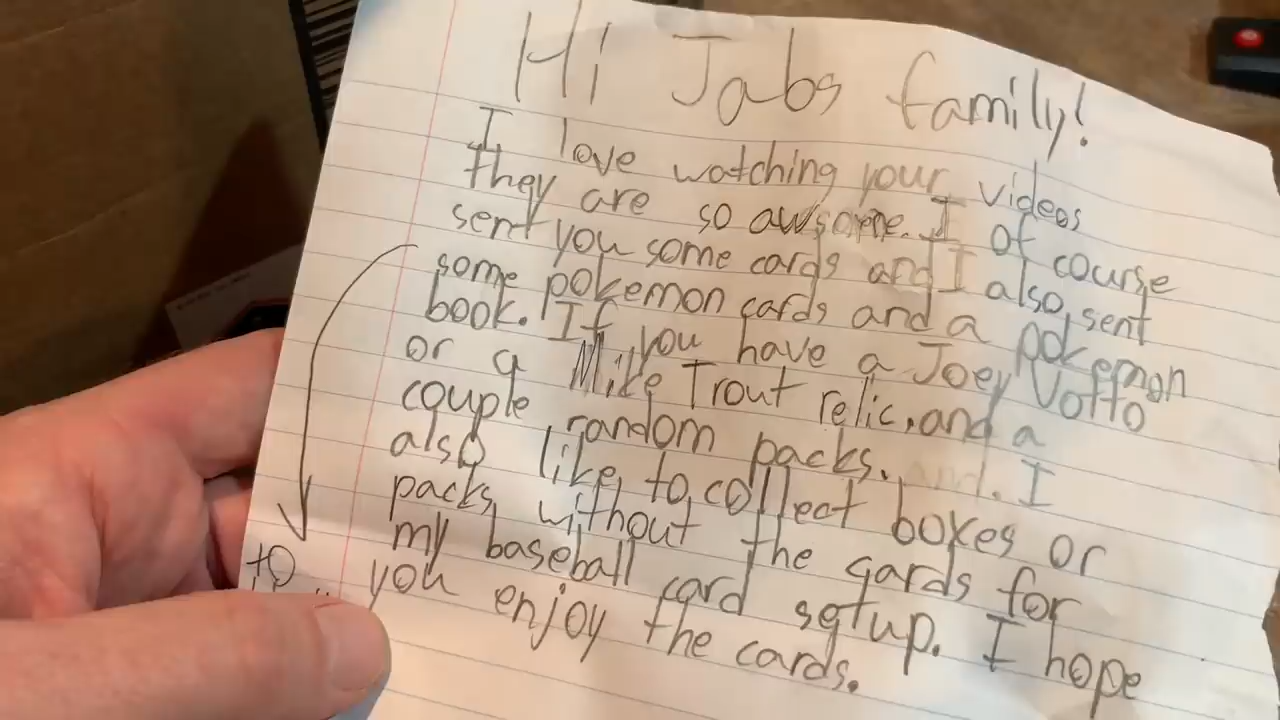 Hi Jabs family!
I love watching your videos
they are so awsome. I of course
sent you some cards and I also sent
some pokemon cards and a pokemon
book. If you have a Joey Votto
or a Mike Trout relic, and a
couple random packs. and. I
also like to collect boxes or
packs without the cards for
my baseball card setup. I hope
you enjoy the cards.
to